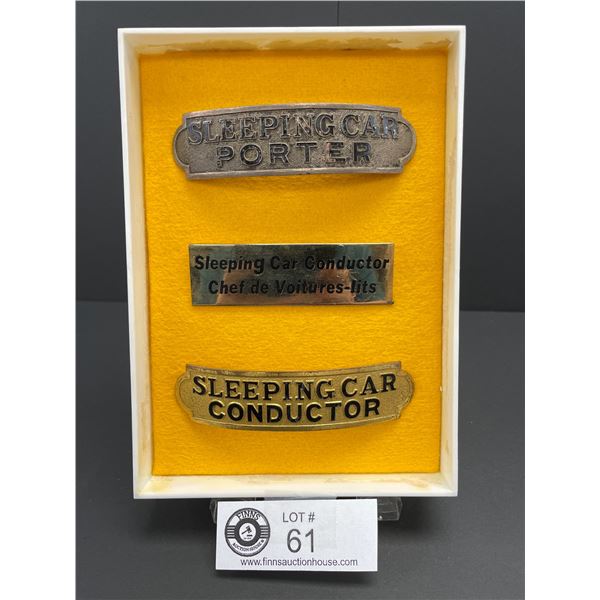 SLEEPING CAR
PORTER
Sleeping Car Conductor
Chef de Voitures-lits
SLEEPING CAR
CONDUCTOR
FINNS
AUCTION HOUSE
LOT #
61
www.finnsauctionhouse.com